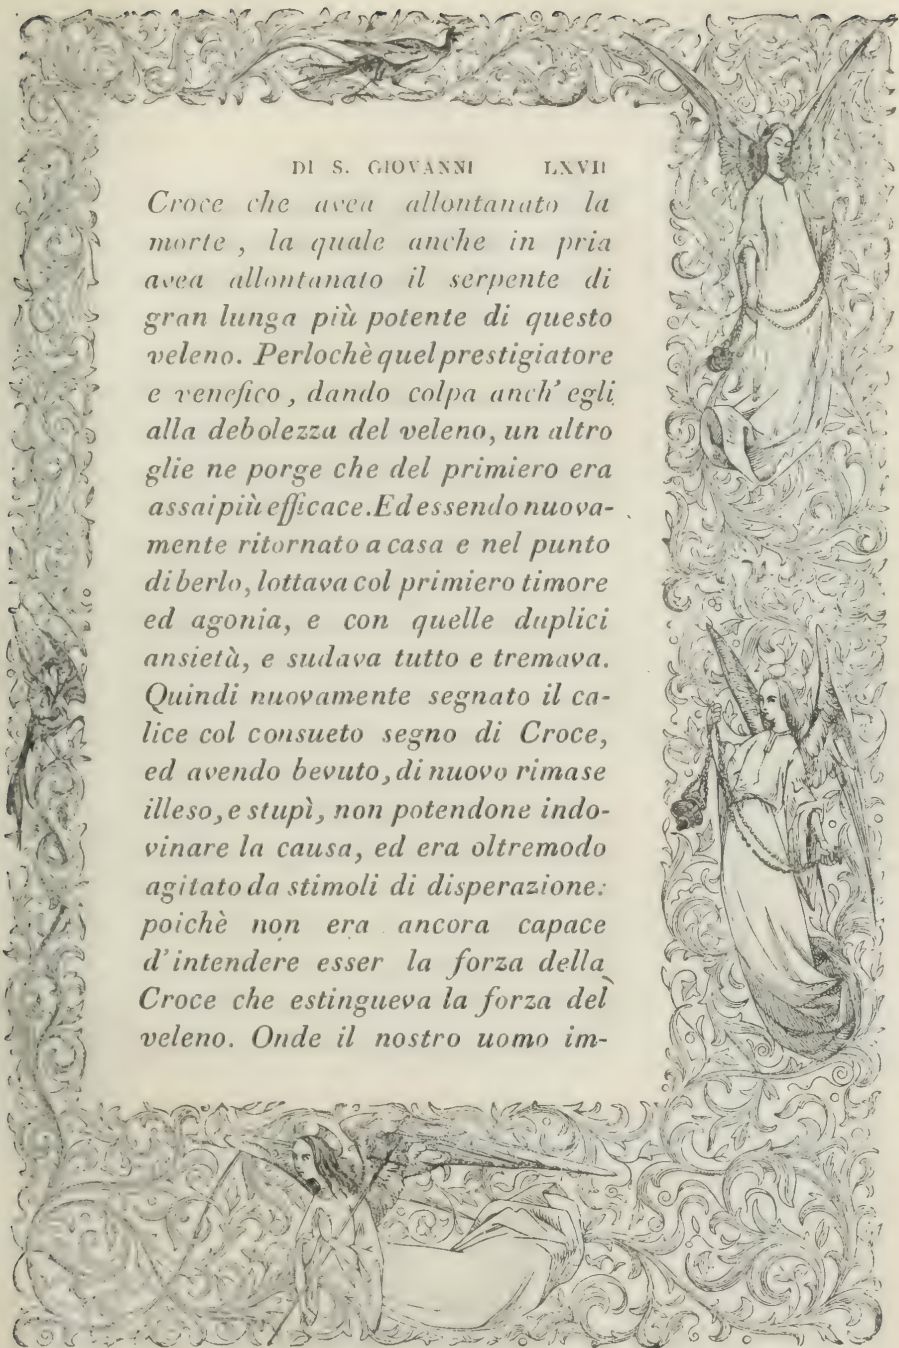 DI S. GIOVANNI LXVII
Croce che avea allontanato la
morte, la quale anche in pria
avea allontanato il serpente di
gran lunga più potente di questo
veleno. Perlochè quel prestigiatore
e venefico, dando colpa anch' egli
alla debolezza del veleno, un altro
glie ne porge che del primiero era
assai più efficace. Ed essendo nuova-
mente ritornato a casa e nel punto
di berlo, lottava col primiero timore
ed agonia, e con quelle duplici
ansietà, e sudava tutto e tremava.
Quindi nuovamente segnato il ca-
lice col consueto segno di Croce,
ed avendo bevuto, di nuovo rimase
illeso, e stupì, non potendone indo-
vinare la causa, ed era oltremodo
agitato da stimoli di disperazione:
poichè non era ancora capace
d'intendere esser la forza della
Croce che estingueva la forza del
veleno. Onde il nostro uomo im-